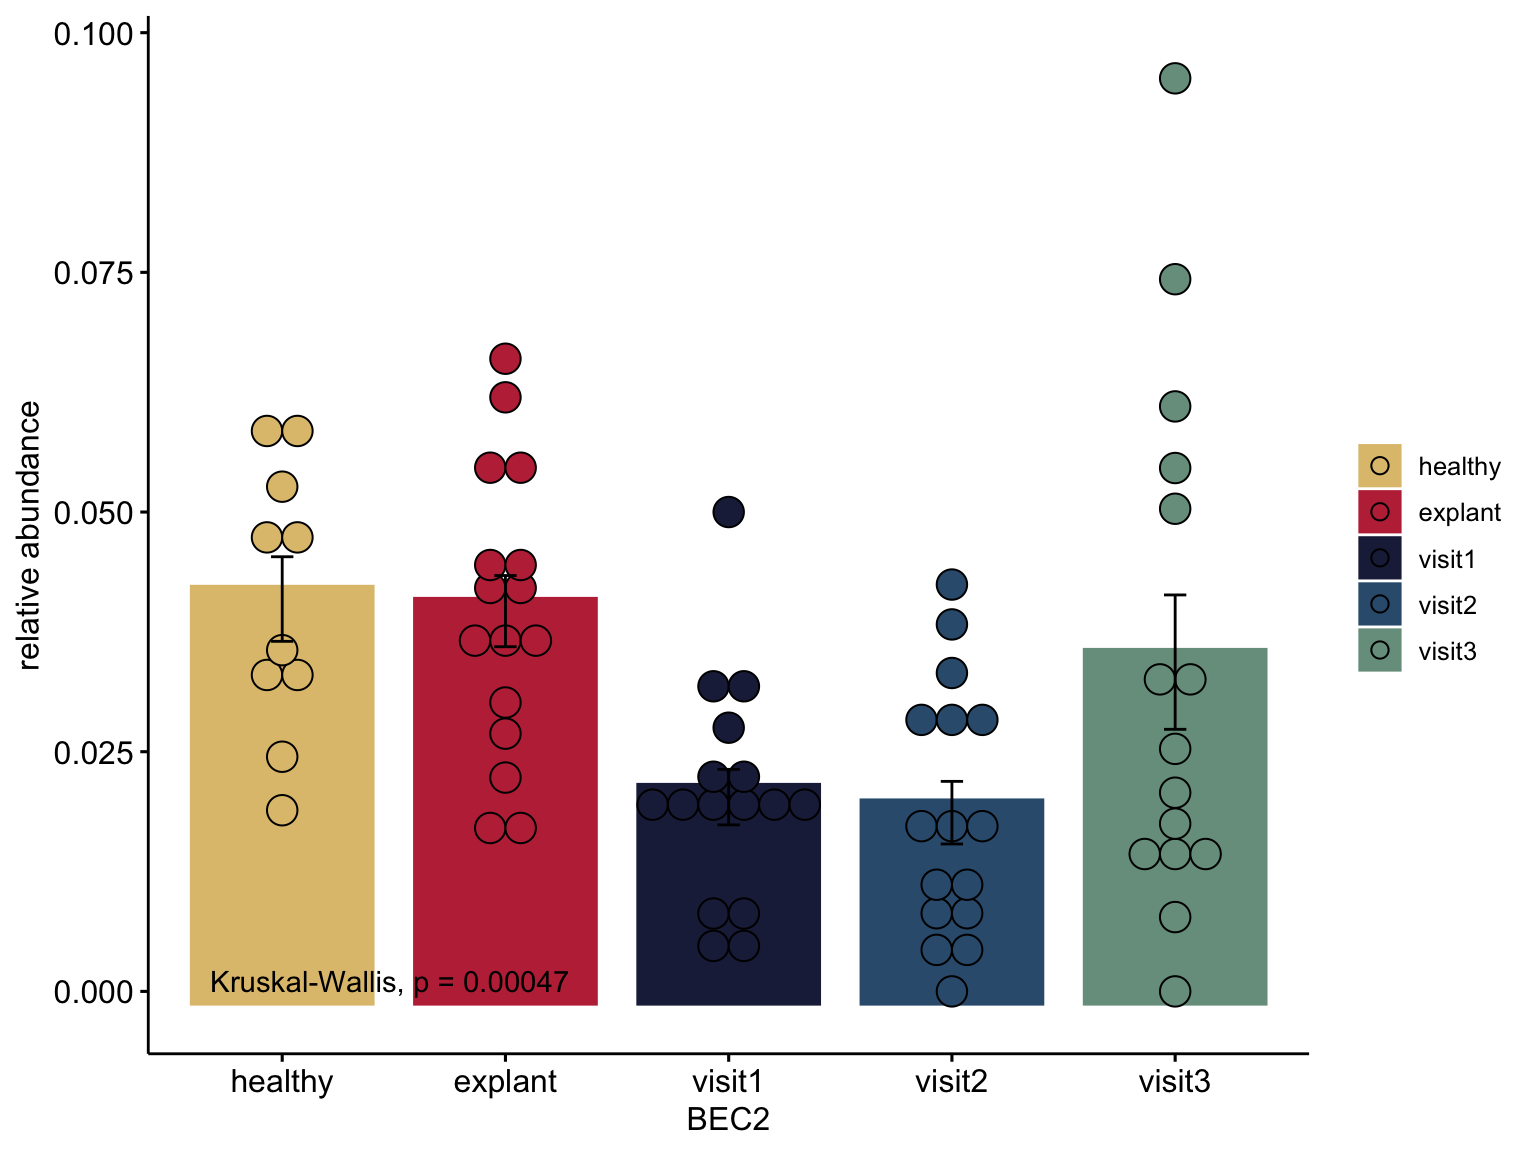 0.100
0.075
0.050
0.025
0.000
relative abundance
Kruskal-Wallis, p = 0.00047
healthy
explant
visit1
visit2
visit3
BEC2
healthy
explant
visit1
visit2
visit3